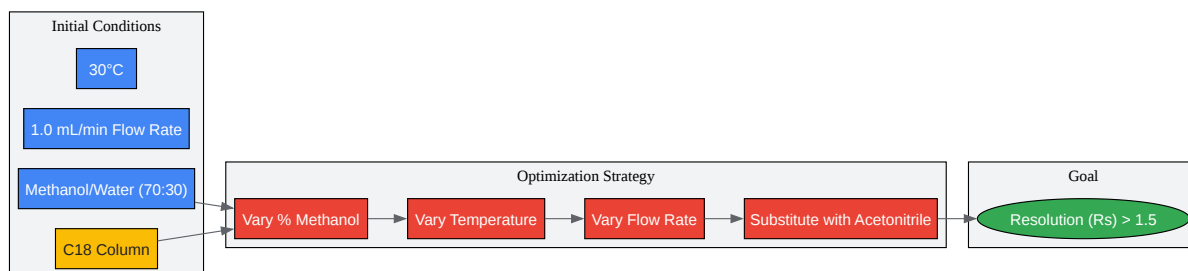 Initial Conditions
30°C
1.0 mL/min Flow Rate
Methanol/Water (70:30)
C18 Column
Optimization Strategy
Vary % Methanol
Vary Temperature
Vary Flow Rate
Substitute with Acetonitrile
Goal
Resolution (Rs) > 1.5